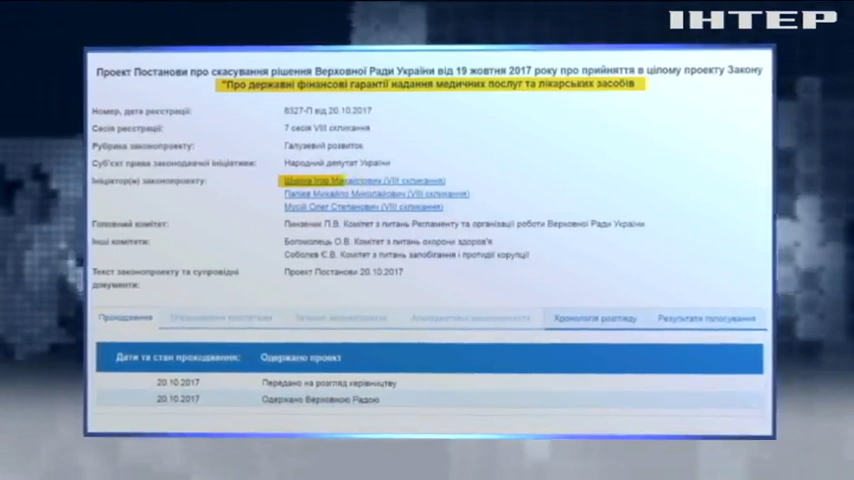 ІНТЕР
Проект Постанови про скасування рішення Верховної Ради України від 19 жовтня 2017 року про прийняття в цілому проекту Закону
"Про державні фінансові гарантії надання медичних послуг та лікарських засобів
Номер, дата реєстрації: 6327-П від 20.10.2017
Сесія реєстрації: 7 сесія VIII скликання
Рубрика законопроекту: Галузевий розвиток
Суб'єкт права законодавчої ініціативи: Народний депутат України
Ініціатор(и) законопроекту: Ігор Михайлович (VIII скликання)
Папієв Михайло Миколайович (VIII скликання)
Мусій Олег Степанович (VIII скликання)
Головний комітет: Пинзеник П.В. Комітет з питань Регламенту та організації роботи Верховної Ради України
Інші комітети: Богомолець О.В. Комітет з питань охорони здоров'я
Соболєв Є.В. Комітет з питань запобігання і протидії корупції
Текст законопроекту та супровідні Проект Постанови 20.10.2017
документи:
Проходження Хронологія розгляду Результати голосування
Дати та стан проходження: Одержано проект
20.10.2017 Передано на розгляд керівництву
20.10.2017 Одержано Верховною Радою